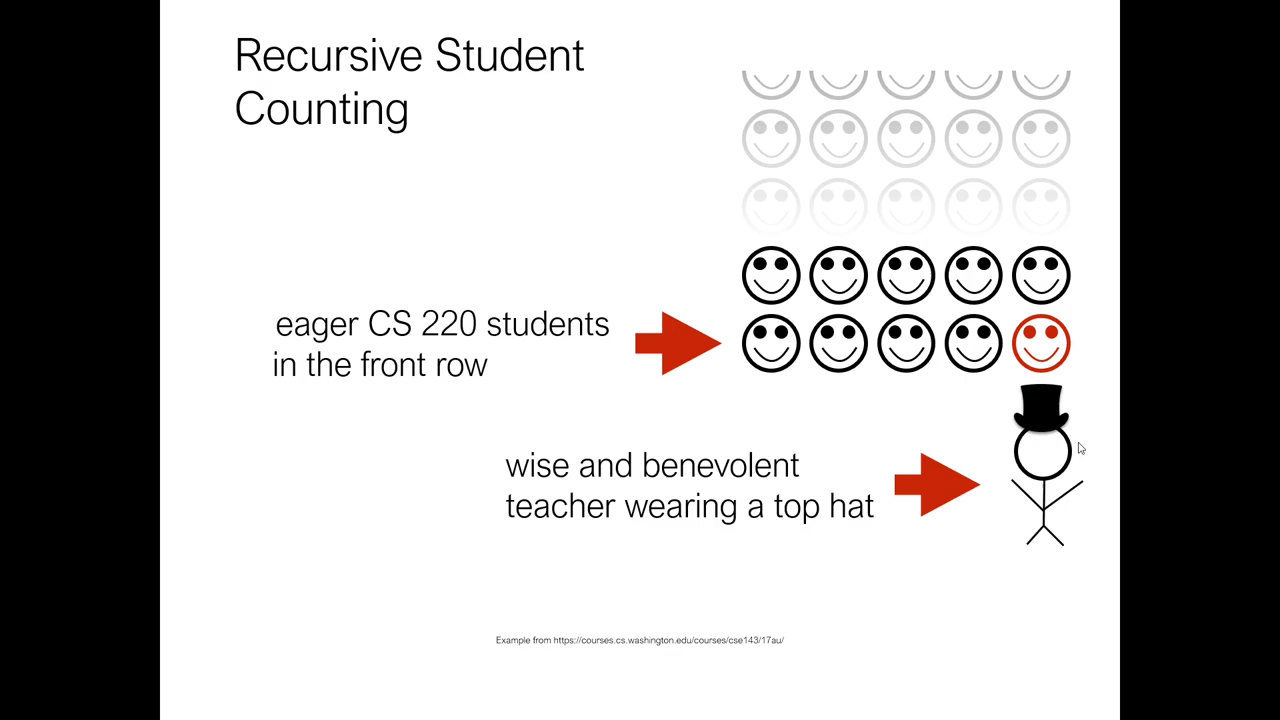 Recursive Student
Counting
eager CS 220 students
in the front row
wise and benevolent
teacher wearing a top hat
Example from https://courses.cs.washington.edu/courses/cse143/17au/